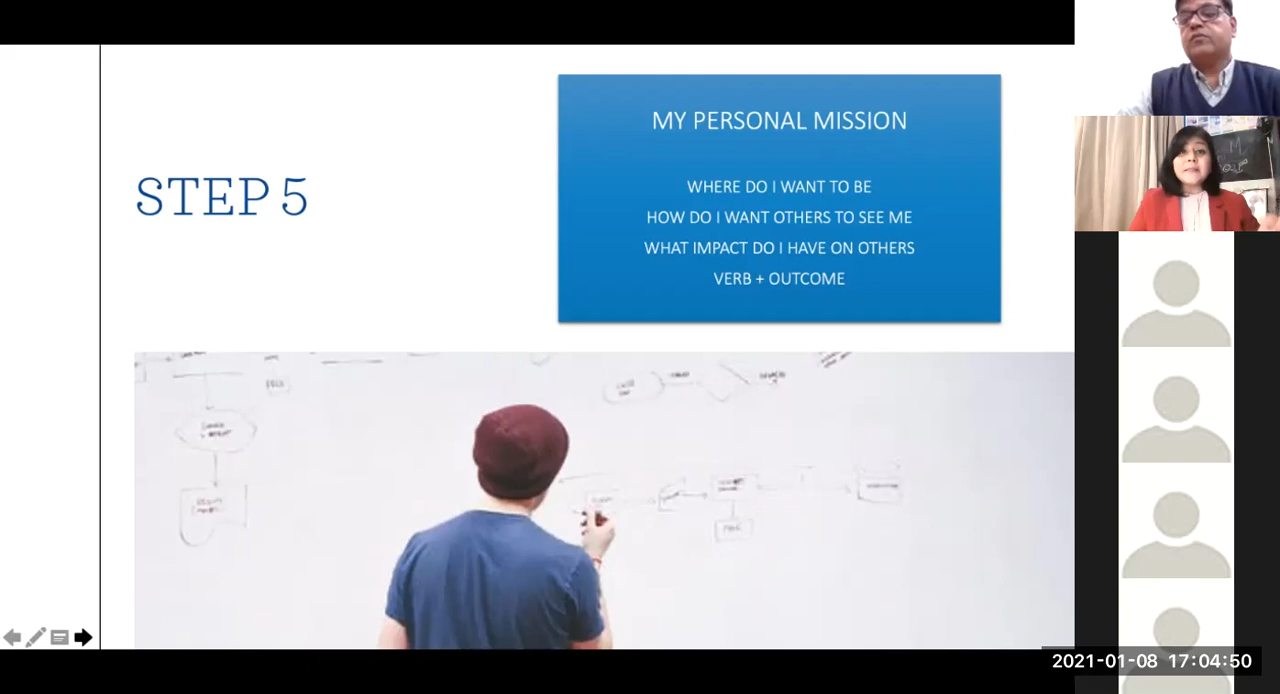 STEP 5
MY PERSONAL MISSION
WHERE DO I WANT TO BE
HOW DO I WANT OTHERS TO SEE ME
WHAT IMPACT DO I HAVE ON OTHERS
VERB + OUTCOME
2021-01-08 17:04:50